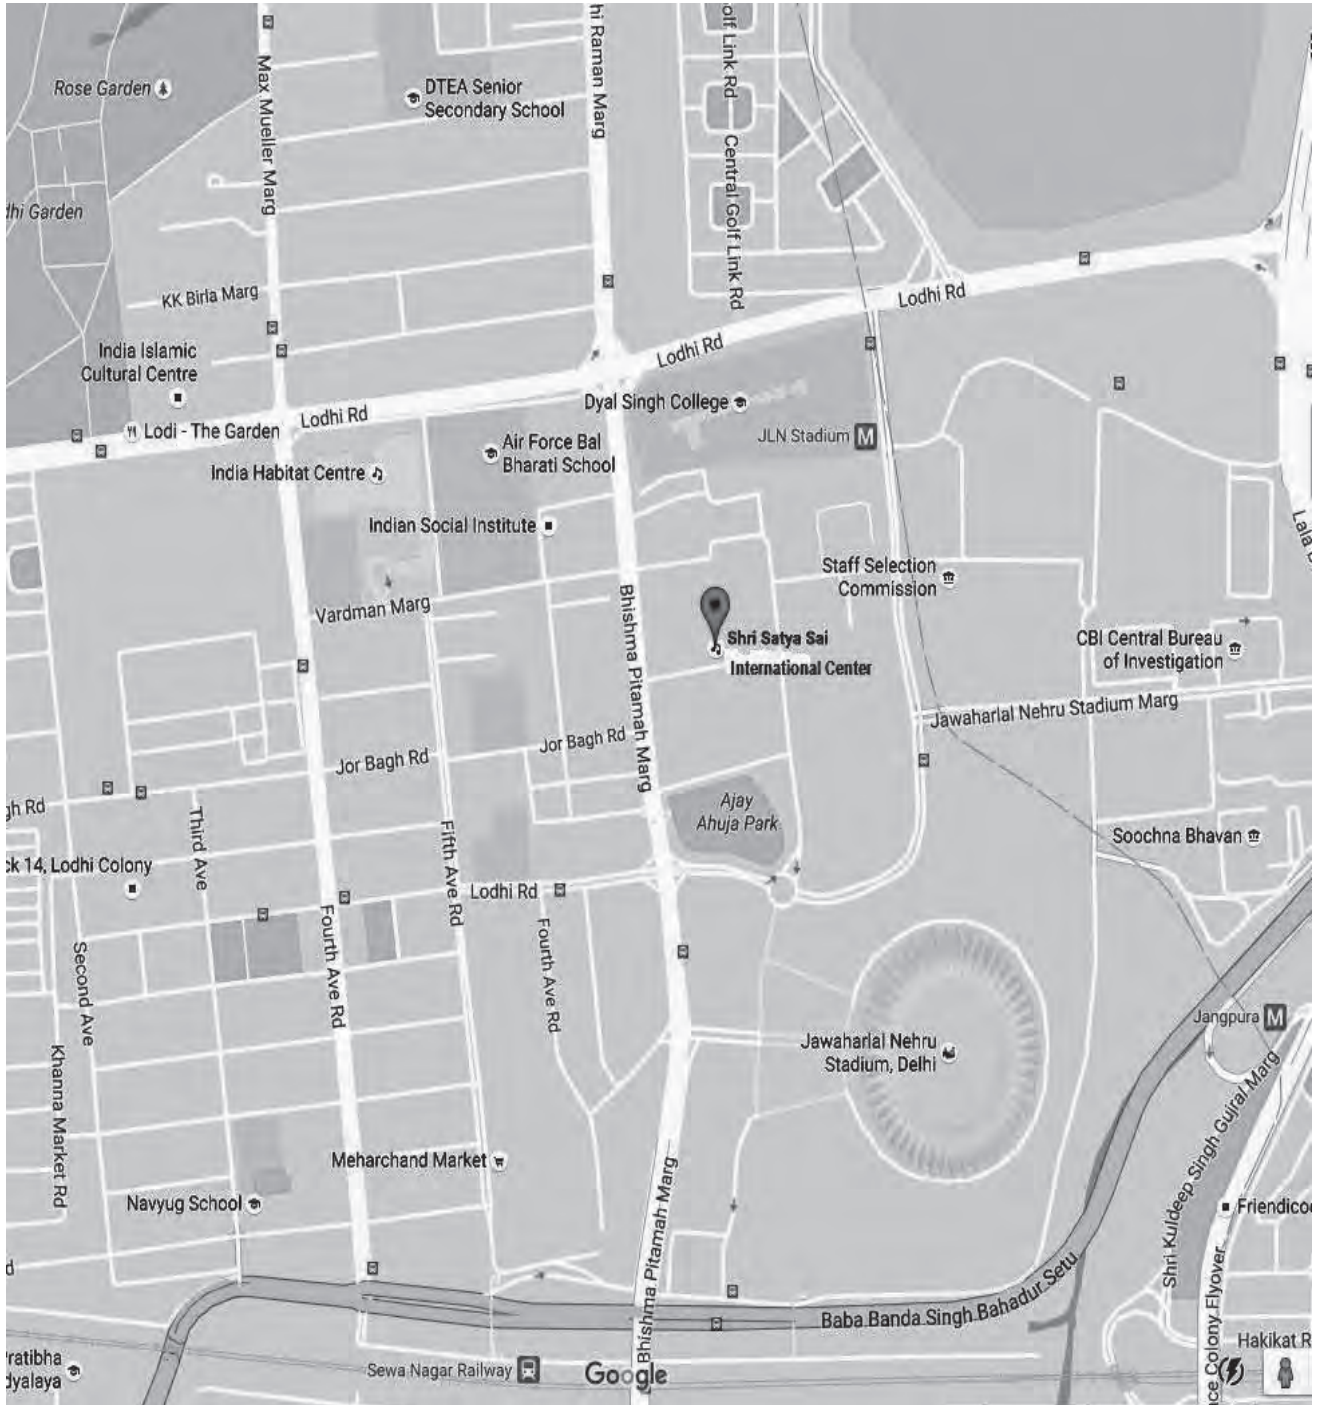 olf Link Rd
hi Raman Marg
Max Mueller Marg
Rose Garden
DTEA Senior
Secondary School
Central Golf Link Rd
dhi Garden
KK Birla Marg
Lodhi Rd
India Islamic
Cultural Centre
Lodhi Rd
Dyal Singh College
Lodhi Rd
Lodi - The Garden
JLN Stadium M
Air Force Bal
Bharati School
India Habitat Centre
Indian Social Institute
Lala
Staff Selection
Commission
Vardman Marg
Bhishma Pitamah Marg
Shri Satya Sai
International Center
CBI Central Bureau
of Investigation
Jawaharlal Nehru Stadium Marg
Jor Bagh Rd
Jor Bagh Rd
gh Rd
Ajay
Ahuja Park
Third Ave
Fifth Ave Rd
Soochna Bhavan
ck 14, Lodhi Colony
Lodhi Rd
Fourth Ave Rd
Fourth Ave Rd
Second Ave
Jangpura M
Jawaharlal Nehru
Stadium, Delhi
Khanna Market Rd
Meharchand Market
Navyug School
Bhishma Pitamah Marg
Shri Kuldeep Singh Gujral Marg
Friendico
d
Baba Banda Singh Bahadur Setu
nce Colony Flyover
Hakikat R
Pratibha
dyalaya
Sewa Nagar Railway
Google